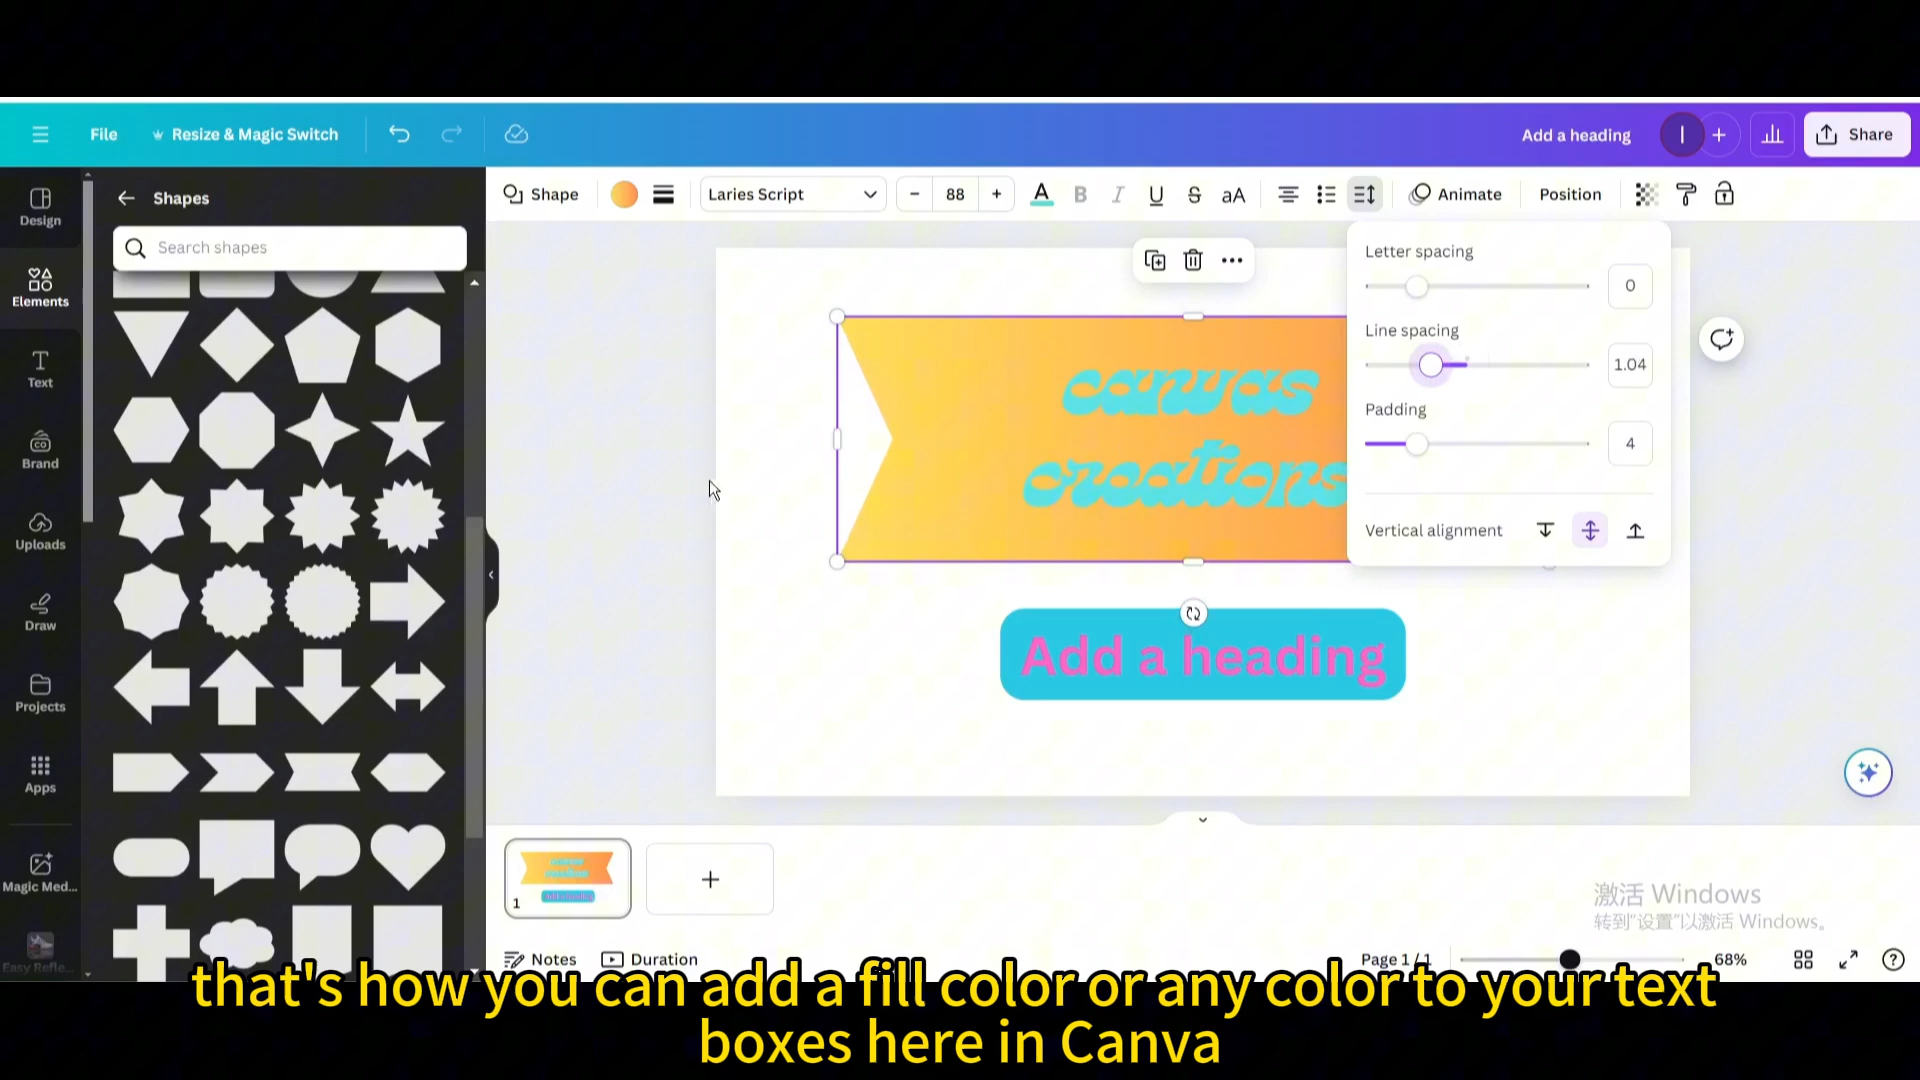 File
Resize & Magic Switch
Add a heading
Share
Design
Elements
Text
Brand
Uploads
Draw
Projects
Apps
Magic Med...
Easy Refle...
Shapes
Search shapes
Shape
Laries Script
88
Animate
Position
Letter spacing
0
Line spacing
1.04
Padding
4
Vertical alignment
canvas
creations
Add a heading
1
激活 Windows
转到"设置"以激活 Windows。
Notes
Duration
Page 1 / 1
68%
that's how you can add a fill color or any color to your text
boxes here in Canva